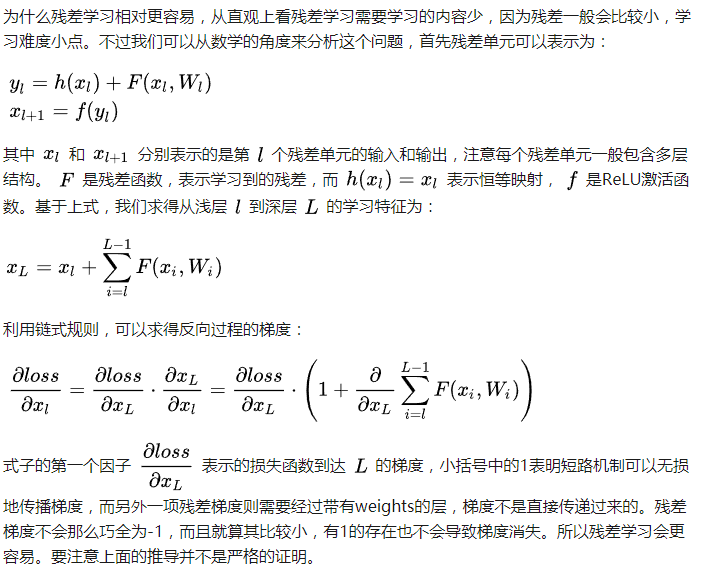 为什么残差学习相对更容易，从直观上看残差学习需要学习的内容少，因为残差一般会比较小，学
习难度小点。不过我们可以从数学的角度来分析这个问题，首先残差单元可以表示为：
y_l = h(x_l) + F(x_l, W_l)
x_{l+1} = f(y_l)
其中 x_l 和 x_{l+1} 分别表示的是第 l 个残差单元的输入和输出，注意每个残差单元一般包含多层
结构。 F 是残差函数，表示学习到的残差，而 h(x_l) = x_l 表示恒等映射， f 是ReLU激活函
数。基于上式，我们求得从浅层 l 到深层 L 的学习特征为：
x_L = x_l + \sum_{i=l}^{L-1} F(x_i, W_i)
利用链式规则，可以求得反向过程的梯度：
\frac{∂loss}{∂x_l} = \frac{∂loss}{∂x_L} · \frac{∂x_L}{∂x_l} = \frac{∂loss}{∂x_L} · \left( 1 + \frac{∂}{∂x_L} \sum_{i=l}^{L-1} F(x_i, W_i) \right)
式子的第一个因子 \frac{∂loss}{∂x_L} 表示的损失函数到达 L 的梯度，小括号中的1表明短路机制可以无损
地传播梯度，而另外一项残差梯度则需要经过带有weights的层，梯度不是直接传递过来的。残差
梯度不会那么巧全为-1，而且就算其比较小，有1的存在也不会导致梯度消失。所以残差学习会更
容易。要注意上面的推导并不是严格的证明。